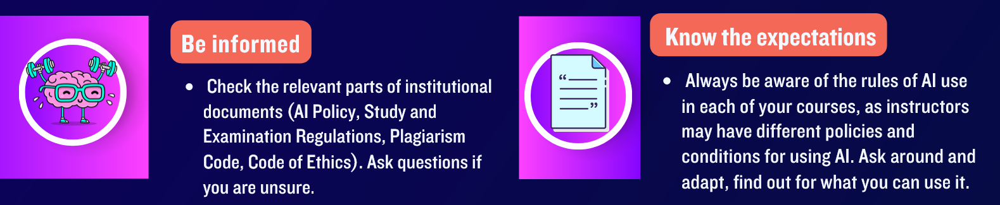 Be informed
• Check the relevant parts of institutional
documents (AI Policy, Study and
Examination Regulations, Plagiarism
Code, Code of Ethics). Ask questions if
you are unsure.
Know the expectations
• Always be aware of the rules of AI use
in each of your courses, as instructors
may have different policies and
conditions for using AI. Ask around and
adapt, find out for what you can use it.